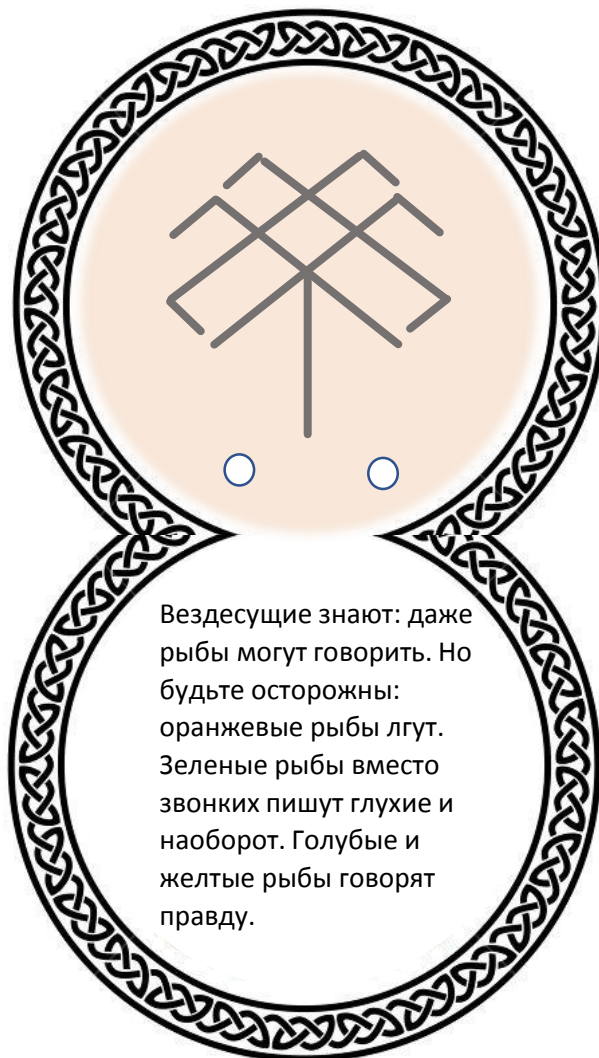 Вездесущие знают: даже
рыбы могут говорить. Но
будьте осторожны:
оранжевые рыбы лгут.
Зеленые рыбы вместо
звонких пишут глухие и
наоборот. Голубые и
желтые рыбы говорят
правду.